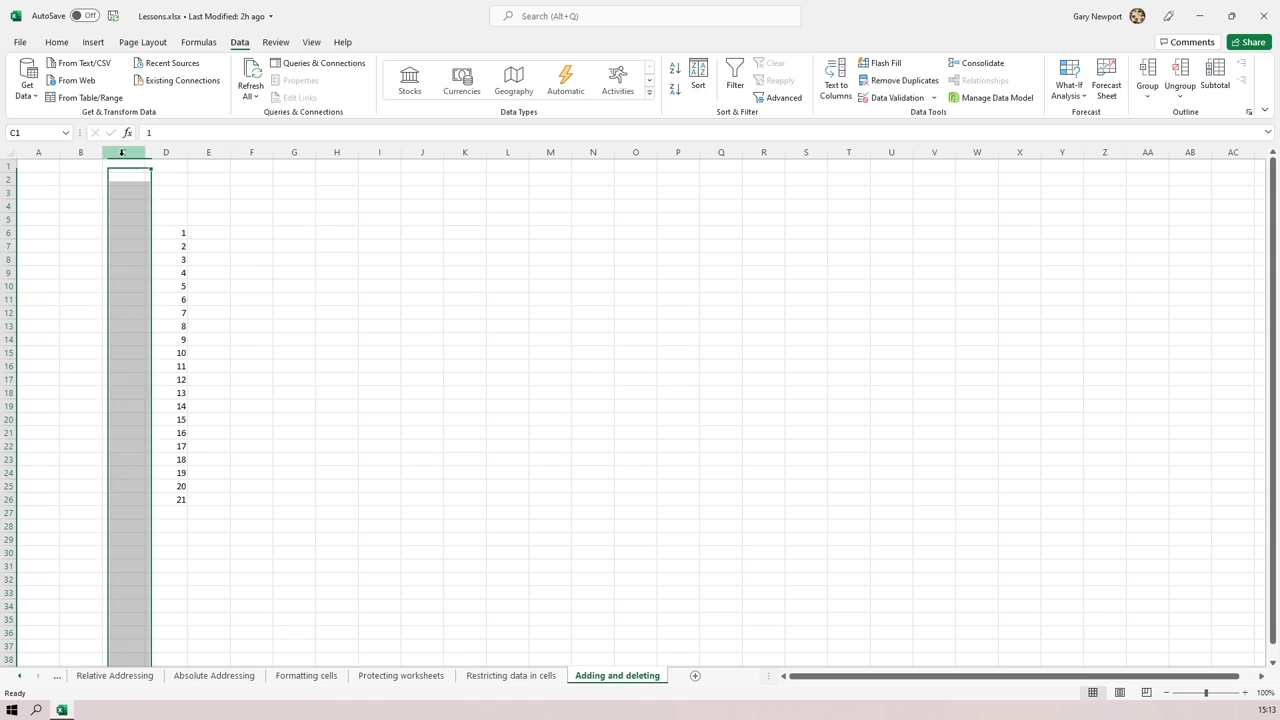 AutoSave Off Lessons.xlsx • Last Modified: 2h ago Search (Alt+Q) Gary Newport
File Home Insert Page Layout Formulas Data Review View Help Comments Share
Get Data
From Text/CSV
From Web
From Table/Range
Recent Sources
Existing Connections
Get & Transform Data
Refresh All
Queries & Connections
Properties
Edit Links
Queries & Connections
Stocks Currencies Geography Automatic Activities
Data Types
Sort
Filter
Clear
Reapply
Advanced
Sort & Filter
Text to Columns
Flash Fill
Remove Duplicates
Data Validation
Consolidate
Relationships
Manage Data Model
Data Tools
What-If Analysis
Forecast Sheet
Forecast
Group
Ungroup
Subtotal
Outline
C1 fx 1
A B D E F G H I J K L M N O P Q R S T U V W X Y Z AA AB AC
1
2
3
4
5
6 1
7 2
8 3
9 4
10 5
11 6
12 7
13 8
14 9
15 10
16 11
17 12
18 13
19 14
20 15
21 16
22 17
23 18
24 19
25 20
26 21
27
28
29
30
31
32
33
34
35
36
37
38
... Relative Addressing Absolute Addressing Formatting cells Protecting worksheets Restricting data in cells Adding and deleting
Ready 100%
15:13